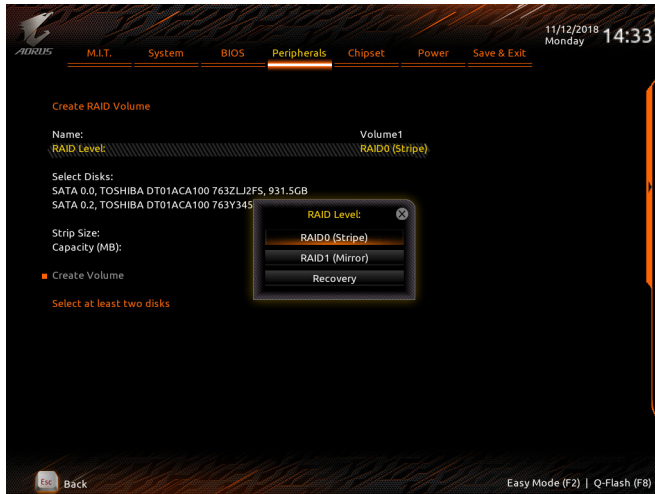 11/12/2018 14:33
Monday
AORUS M.I.T. System BIOS Peripherals Chipset Power Save & Exit
Create RAID Volume
Name: Volume1
RAID Level: RAID0 (Stripe)
Select Disks:
SATA 0.0, TOSHIBA DT01ACA100 763ZLJ2FS, 931.5GB
SATA 0.2, TOSHIBA DT01ACA100 763Y345
RAID Level:
RAID0 (Stripe)
RAID1 (Mirror)
Recovery
Strip Size:
Capacity (MB):
Create Volume
Select at least two disks
Esc Back Easy Mode (F2) | Q-Flash (F8)